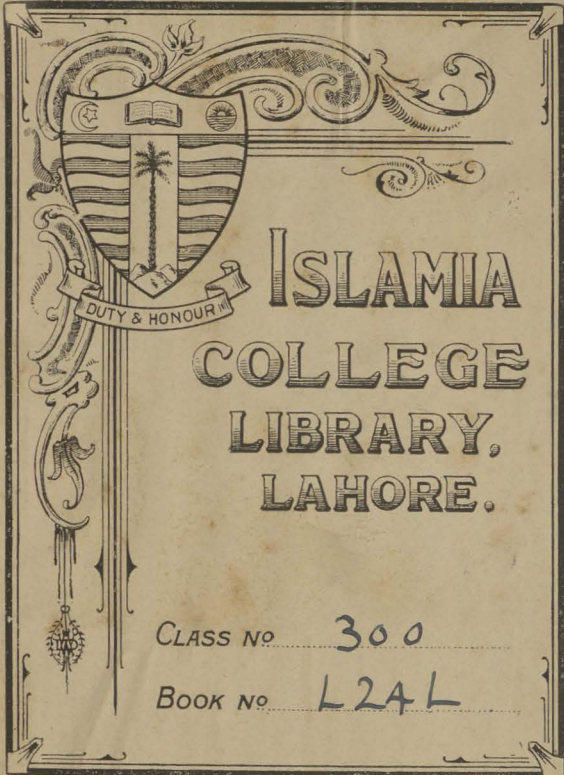 DUTY & HONOUR
ISLAMIA
COLLEGE
LIBRARY,
LAHORE.
CLASS Nº 300
BOOK Nº L24L